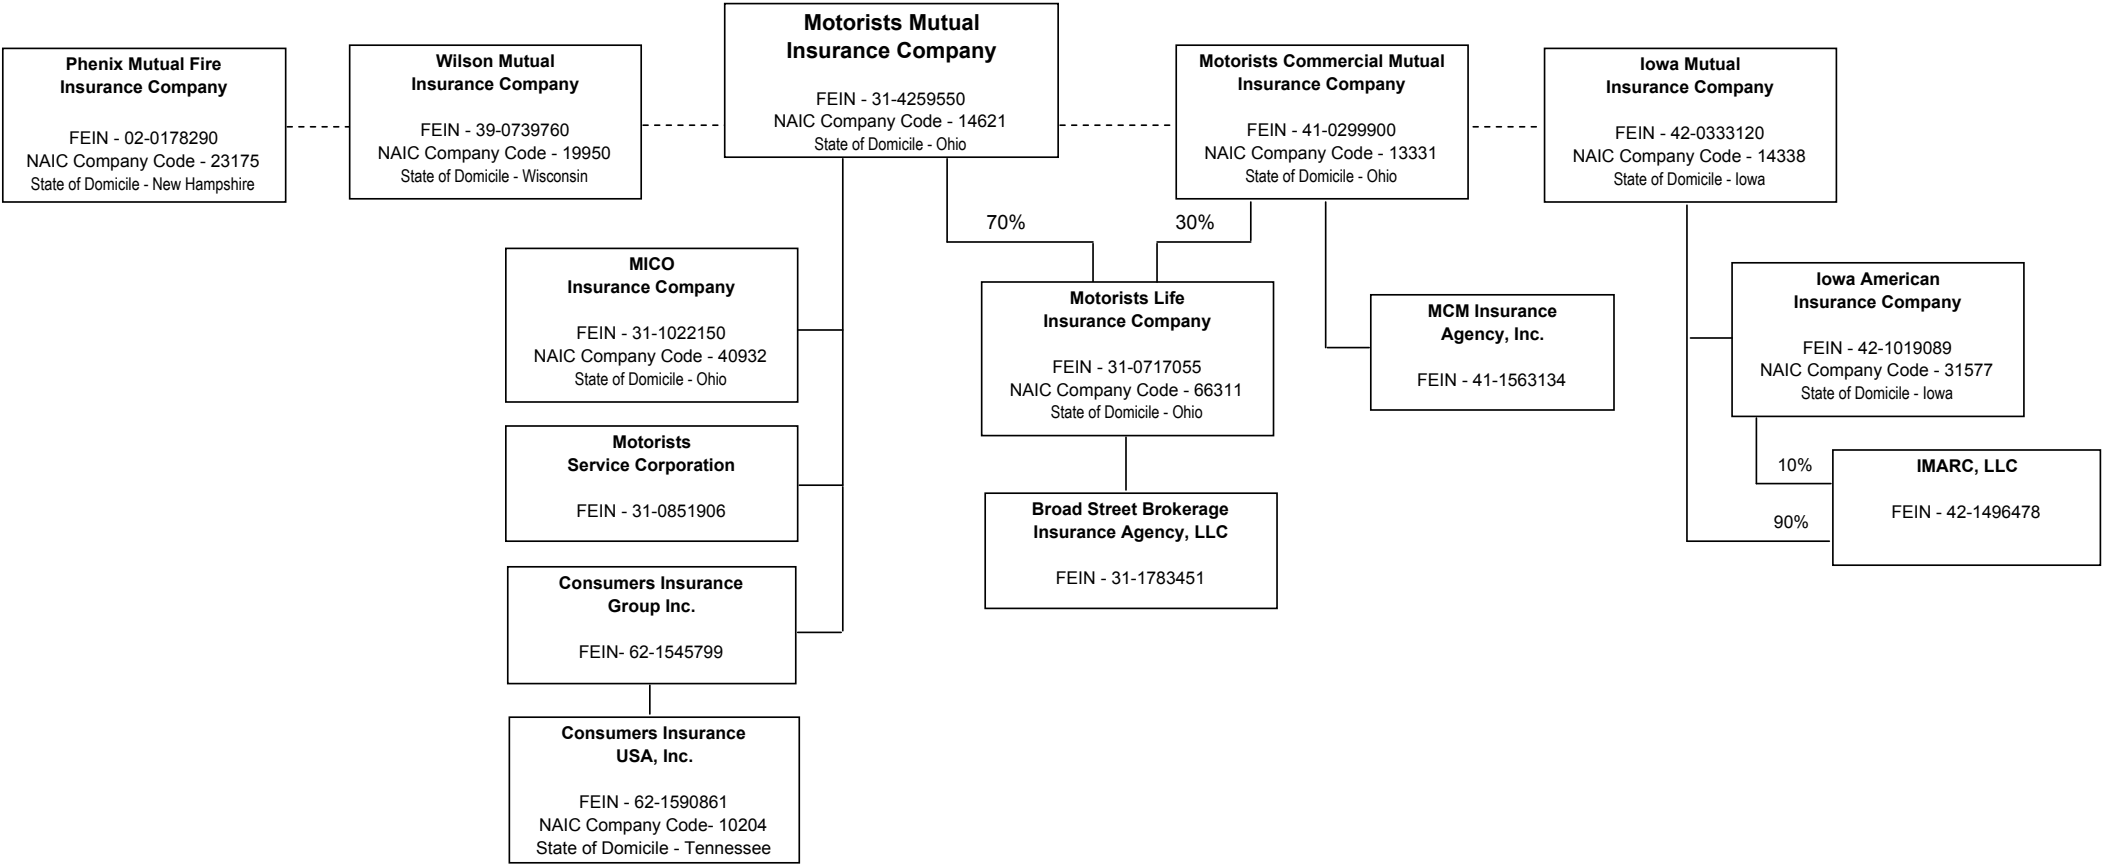 Motorists Mutual
Insurance Company
FEIN - 31-4259550
NAIC Company Code - 14621
State of Domicile - Ohio
Phenix Mutual Fire
Insurance Company
FEIN - 02-0178290
NAIC Company Code - 23175
State of Domicile - New Hampshire
Wilson Mutual
Insurance Company
FEIN - 39-0739760
NAIC Company Code - 19950
State of Domicile - Wisconsin
Motorists Commercial Mutual
Insurance Company
FEIN - 41-0299900
NAIC Company Code - 13331
State of Domicile - Ohio
Iowa Mutual
Insurance Company
FEIN - 42-0333120
NAIC Company Code - 14338
State of Domicile - Iowa
70%
30%
MICO
Insurance Company
FEIN - 31-1022150
NAIC Company Code - 40932
State of Domicile - Ohio
Motorists Life
Insurance Company
FEIN - 31-0717055
NAIC Company Code - 66311
State of Domicile - Ohio
MCM Insurance
Agency, Inc.
FEIN - 41-1563134
Iowa American
Insurance Company
FEIN - 42-1019089
NAIC Company Code - 31577
State of Domicile - Iowa
Motorists
Service Corporation
FEIN - 31-0851906
Broad Street Brokerage
Insurance Agency, LLC
FEIN - 31-1783451
10%
90%
IMARC, LLC
FEIN - 42-1496478
Consumers Insurance
Group Inc.
FEIN- 62-1545799
Consumers Insurance
USA, Inc.
FEIN - 62-1590861
NAIC Company Code- 10204
State of Domicile - Tennessee